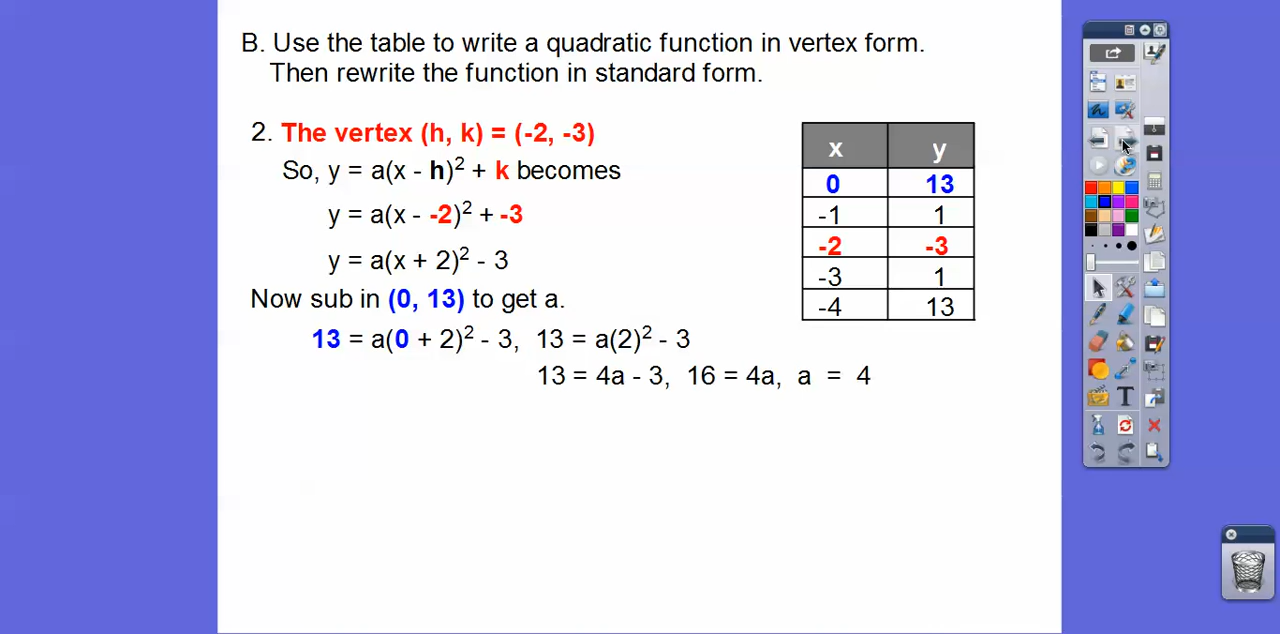 B. Use the table to write a quadratic function in vertex form.
Then rewrite the function in standard form.
2. The vertex (h, k) = (-2, -3)
So, y = a(x - h)² + k becomes
y = a(x - -2)² + -3
y = a(x + 2)² - 3
Now sub in (0, 13) to get a.
13 = a(0 + 2)² - 3, 13 = a(2)² - 3
13 = 4a - 3, 16 = 4a, a = 4
x y
0 13
-1 1
-2 -3
-3 1
-4 13
T